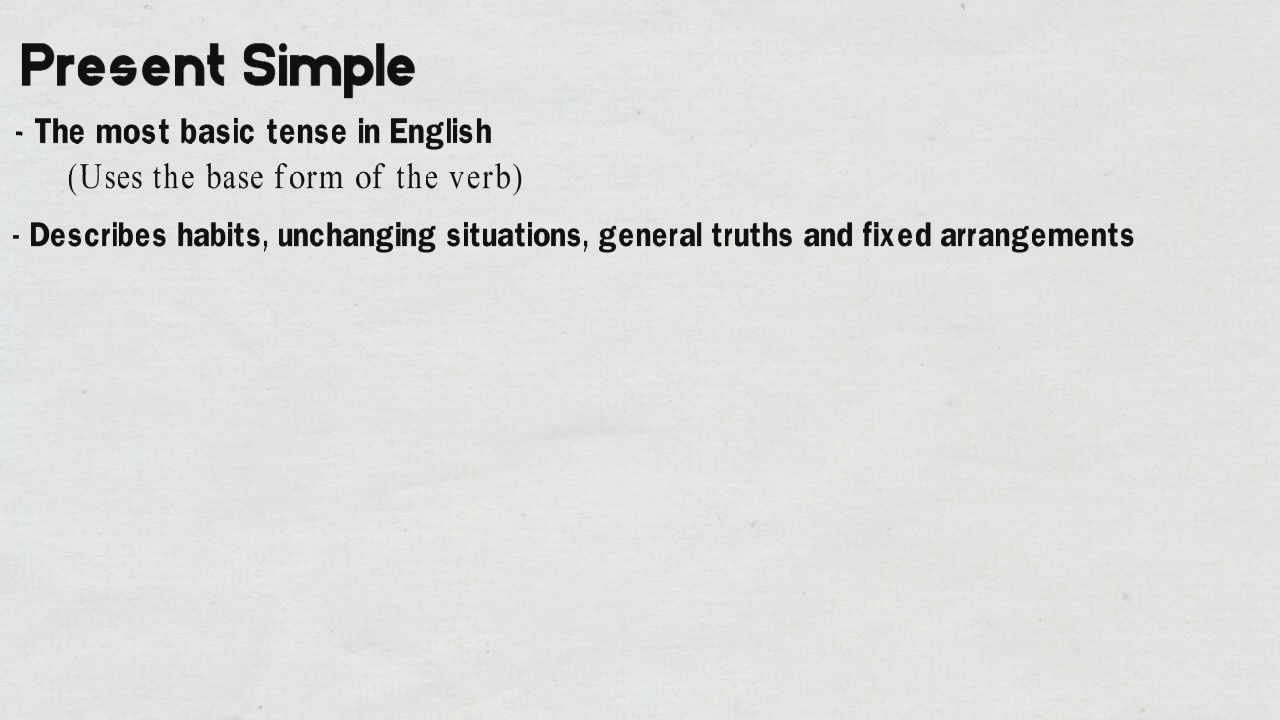 Present Simple
- The most basic tense in English
(Uses the base form of the verb)
- Describes habits, unchanging situations, general truths and fixed arrangements